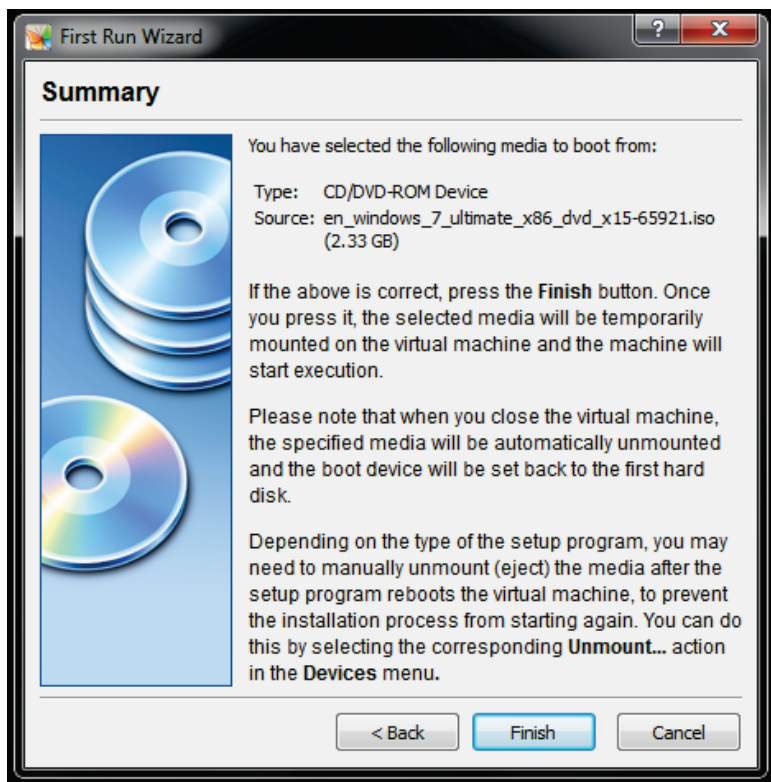 First Run Wizard
?
X
Summary
You have selected the following media to boot from:
Type: CD/DVD-ROM Device
Source: en_windows_7_ultimate_x86_dvd_x15-65921.iso
(2.33 GB)
If the above is correct, press the Finish button. Once
you press it, the selected media will be temporarily
mounted on the virtual machine and the machine will
start execution.
Please note that when you close the virtual machine,
the specified media will be automatically unmounted
and the boot device will be set back to the first hard
disk.
Depending on the type of the setup program, you may
need to manually unmount (eject) the media after the
setup program reboots the virtual machine, to prevent
the installation process from starting again. You can do
this by selecting the corresponding Unmount... action
in the Devices menu.
< Back
Finish
Cancel